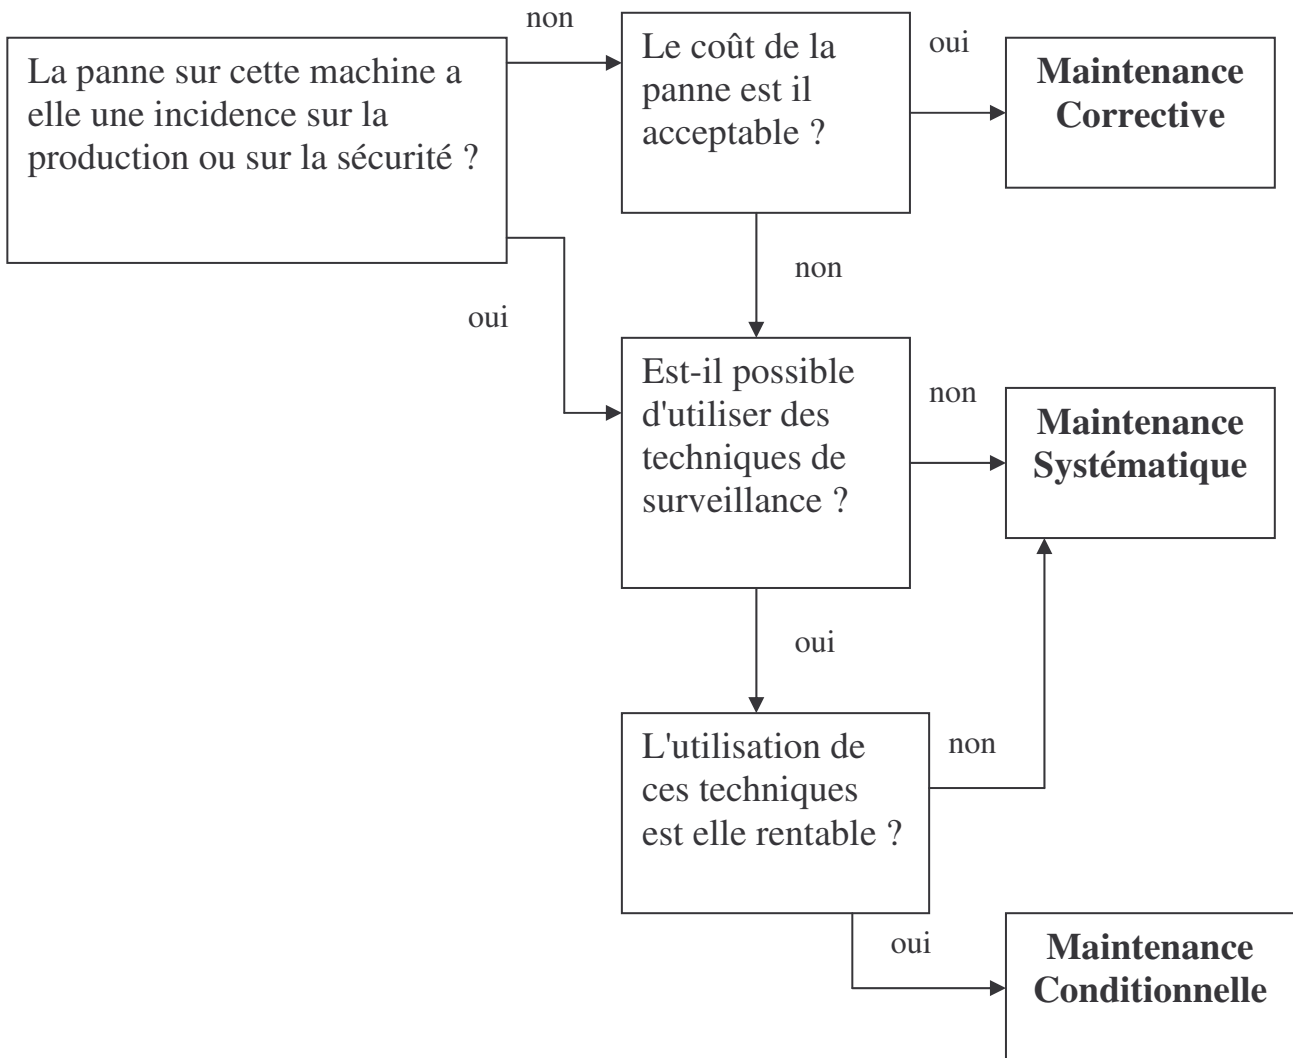 non
La panne sur cette machine a
elle une incidence sur la
production ou sur la sécurité ?
Le coût de la
panne est il
acceptable ?
oui
Maintenance
Corrective
non
oui
Est-il possible
d'utiliser des
techniques de
surveillance ?
non
Maintenance
Systématique
oui
L'utilisation de
ces techniques
est elle rentable ?
non
oui
Maintenance
Conditionnelle